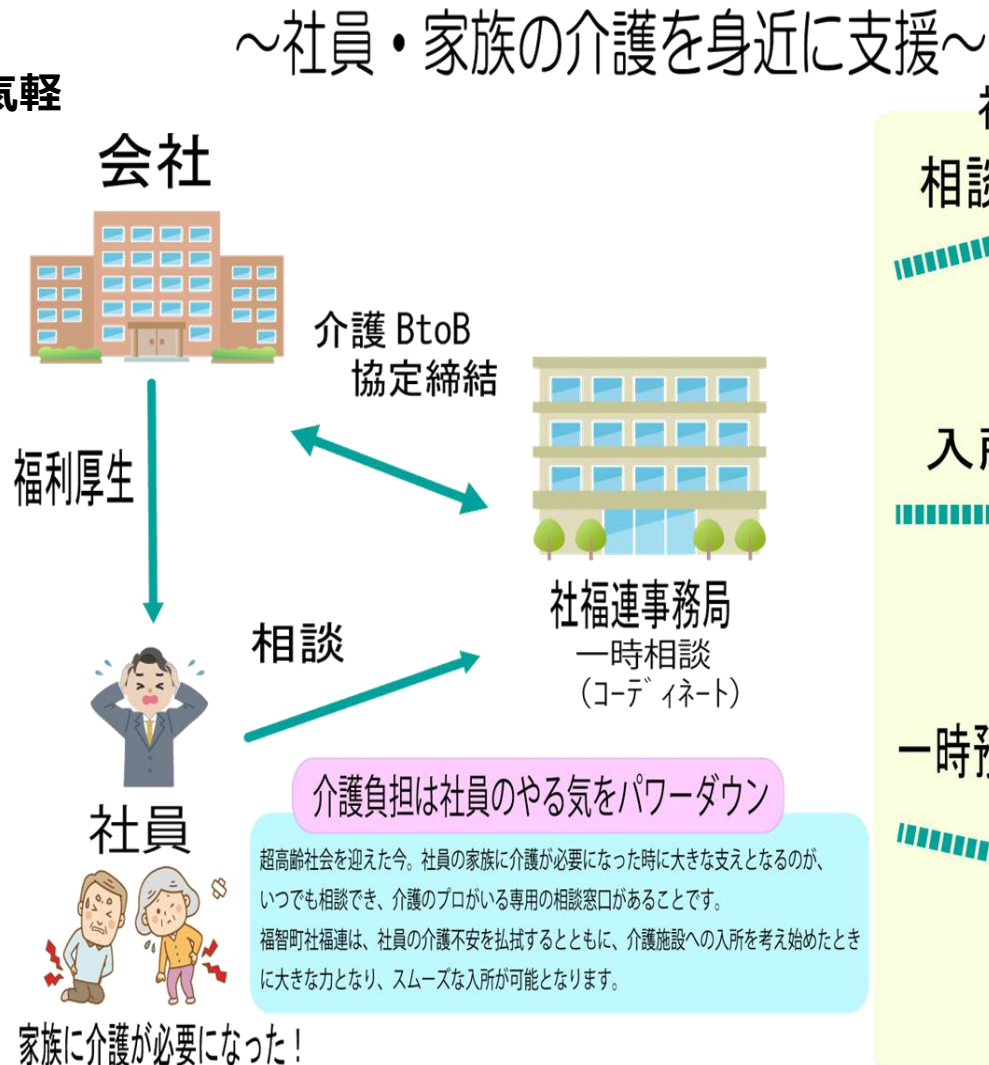 ～社員・家族の介護を身近に支援～
気軽
会社
介護 BtoB
協定締結
福利厚生
相談
社福連事務局
一時相談
（コーディネート）
社員
家族に介護が必要になった！
介護負担は社員のやる気をパワーダウン
超高齢社会を迎えた今。社員の家族に介護が必要になった時に大きな支えとなるのが、
いつでも相談でき、介護のプロがいる専用の相談窓口があることです。
福智町社福連は、社員の介護不安を払拭するとともに、介護施設への入所を考え始めたとき
に大きな力となり、スムーズな入所が可能となります。
相談
入所
一時預